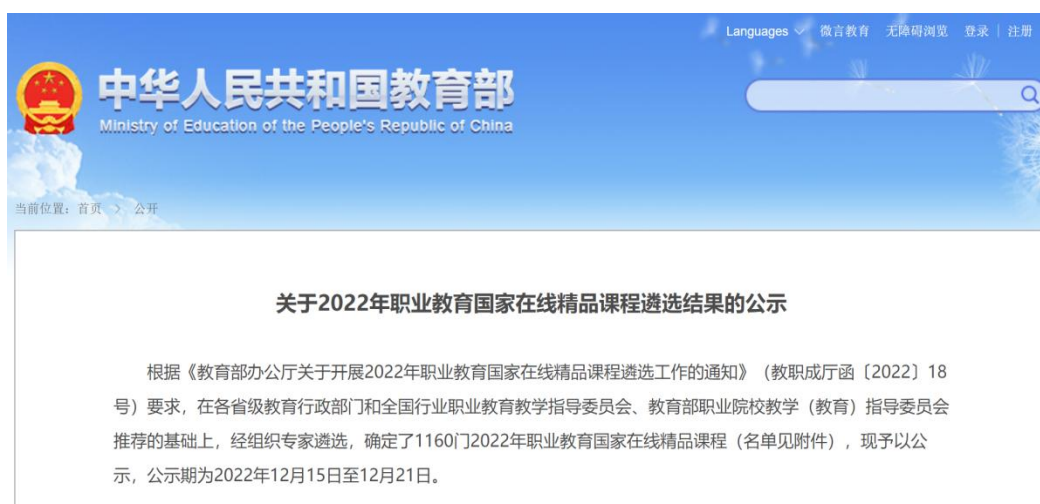 Languages 微言教育 无障碍浏览 登录 | 注册
中华人民共和国教育部
Ministry of Education of the People's Republic of China
当前位置：首页 > 公开
关于2022年职业教育国家在线精品课程遴选结果的公示
根据《教育部办公厅关于开展2022年职业教育国家在线精品课程遴选工作的通知》（教职成厅函〔2022〕18
号）要求，在各省级教育行政部门和全国行业职业教育教学指导委员会、教育部职业院校教学（教育）指导委员会
推荐的基础上，经组织专家遴选，确定了1160门2022年职业教育国家在线精品课程（名单见附件），现予以公
示，公示期为2022年12月15日至12月21日。